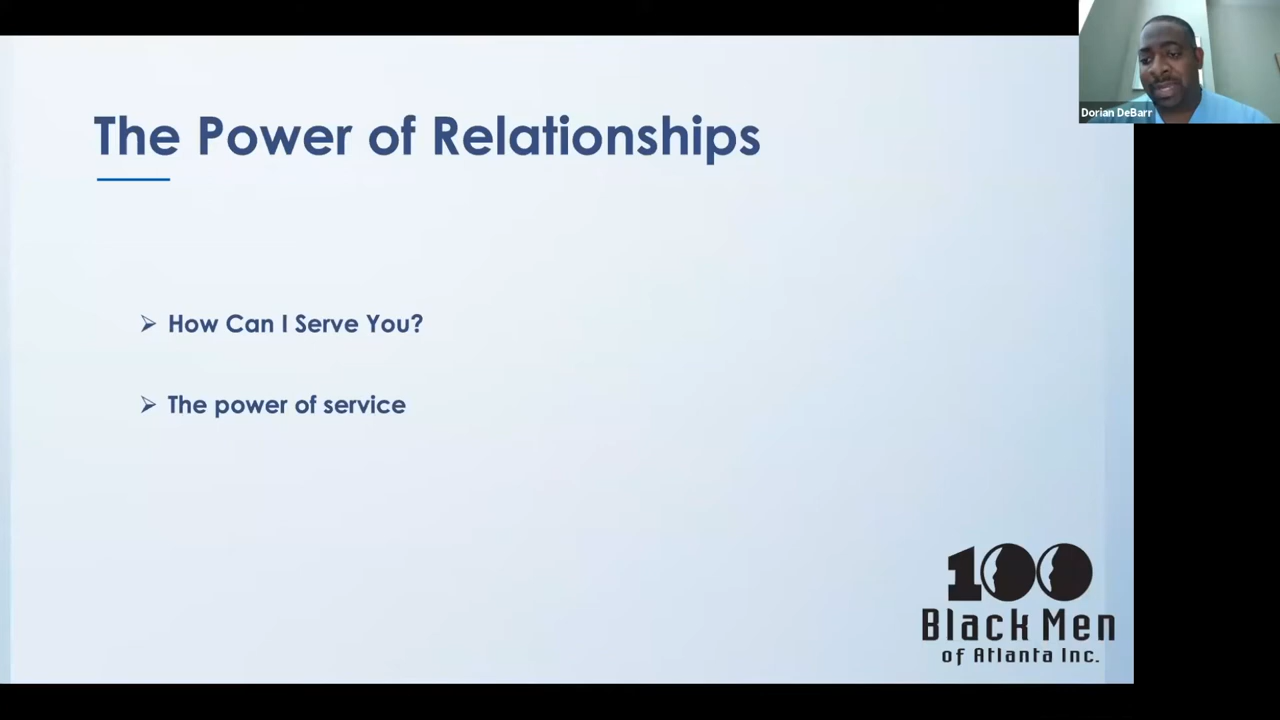 The Power of Relationships
How Can I Serve You?
The power of service
Dorian DeBarr
100
Black Men
of Atlanta Inc.